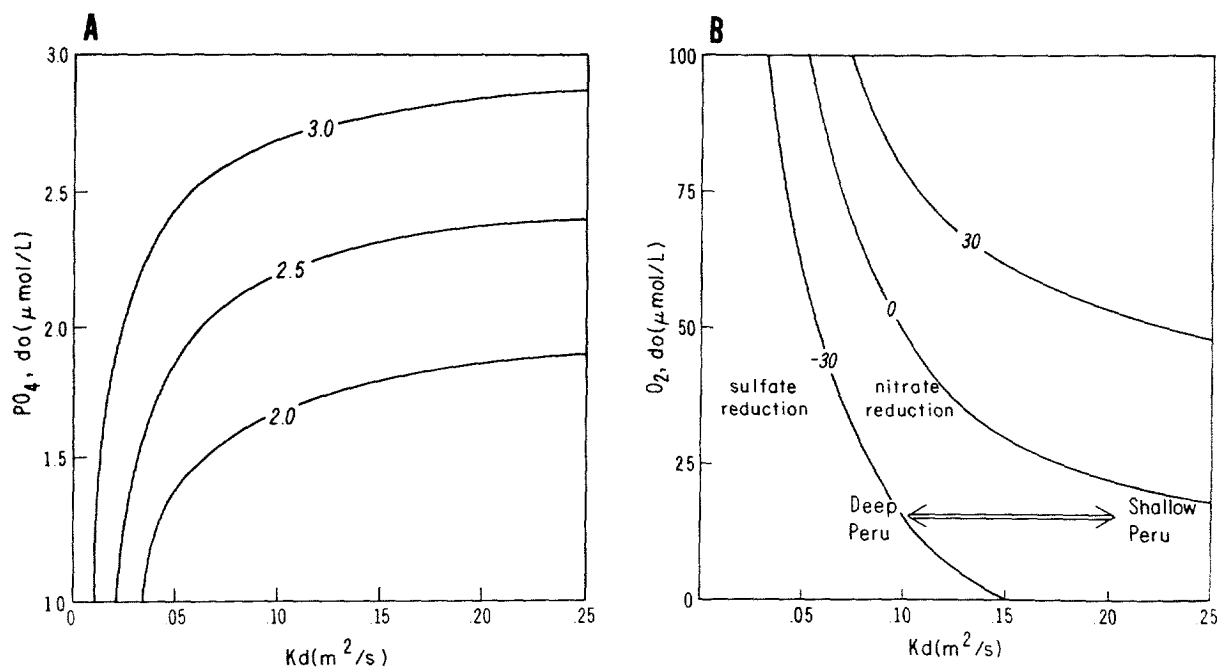 A
3.0
2.5
2.0
1.5
1 0
PO4, do(μmol/L)
3.0
2.5
2.0
0
.05
.10
.15
.20
.25
Kd(m²/s)
B
100
75
50
25
0
O2, do(μmol/L)
30
0
-30
sulfate
reduction
nitrate
reduction
Deep
Peru
Shallow
Peru
.05
.10
.15
.20
.25
Kd(m²/s)